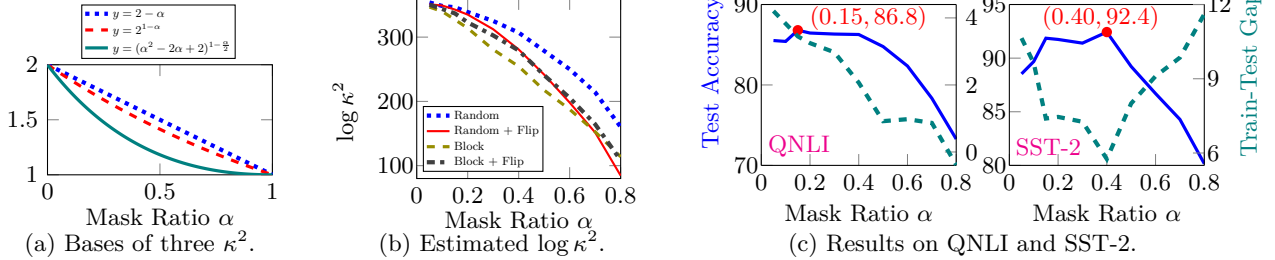 y = 2 − α
y = 2^{1−α}
y = (α² − 2α + 2)^{1−α/2}
2
1.5
1
0
0.5
1
Mask Ratio α
(a) Bases of three κ².
log κ²
350
250
180
100
Random
Random + Flip
Block
Block + Flip
0
0.2
0.4
0.6
0.8
Mask Ratio α
(b) Estimated log κ².
Test Accuracy
90
80
70
(0.15, 86.8)
QNLI
4
2
0
0.2
0.4
0.6
0.8
Mask Ratio α
95
90
85
80
(0.40, 92.4)
SST-2
12
9
6
Train-Test Gap
0
0.2
0.4
0.6
0.8
Mask Ratio α
(c) Results on QNLI and SST-2.